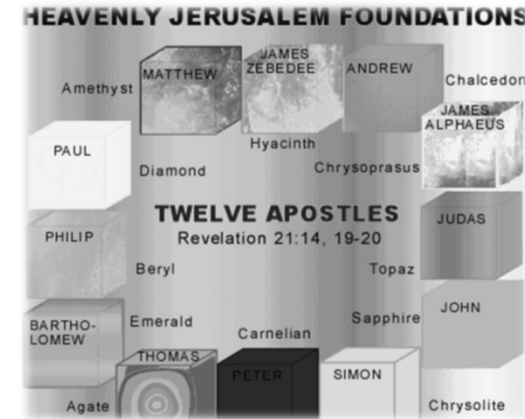 HEAVENLY JERUSALEM FOUNDATIONS
Amethyst
MATTHEW
JAMES
ZEBEDEE
ANDREW
Chalcedon
JAMES
ALPHAEUS
Hyacinth
Chrysoprasus
PAUL
Diamond
TWELVE APOSTLES
Revelation 21:14, 19-20
JUDAS
PHILIP
Beryl
Topaz
BARTHO-
LOMEW
Emerald
Carnelian
Sapphire
JOHN
THOMAS
PETER
SIMON
Agate
Chrysolite